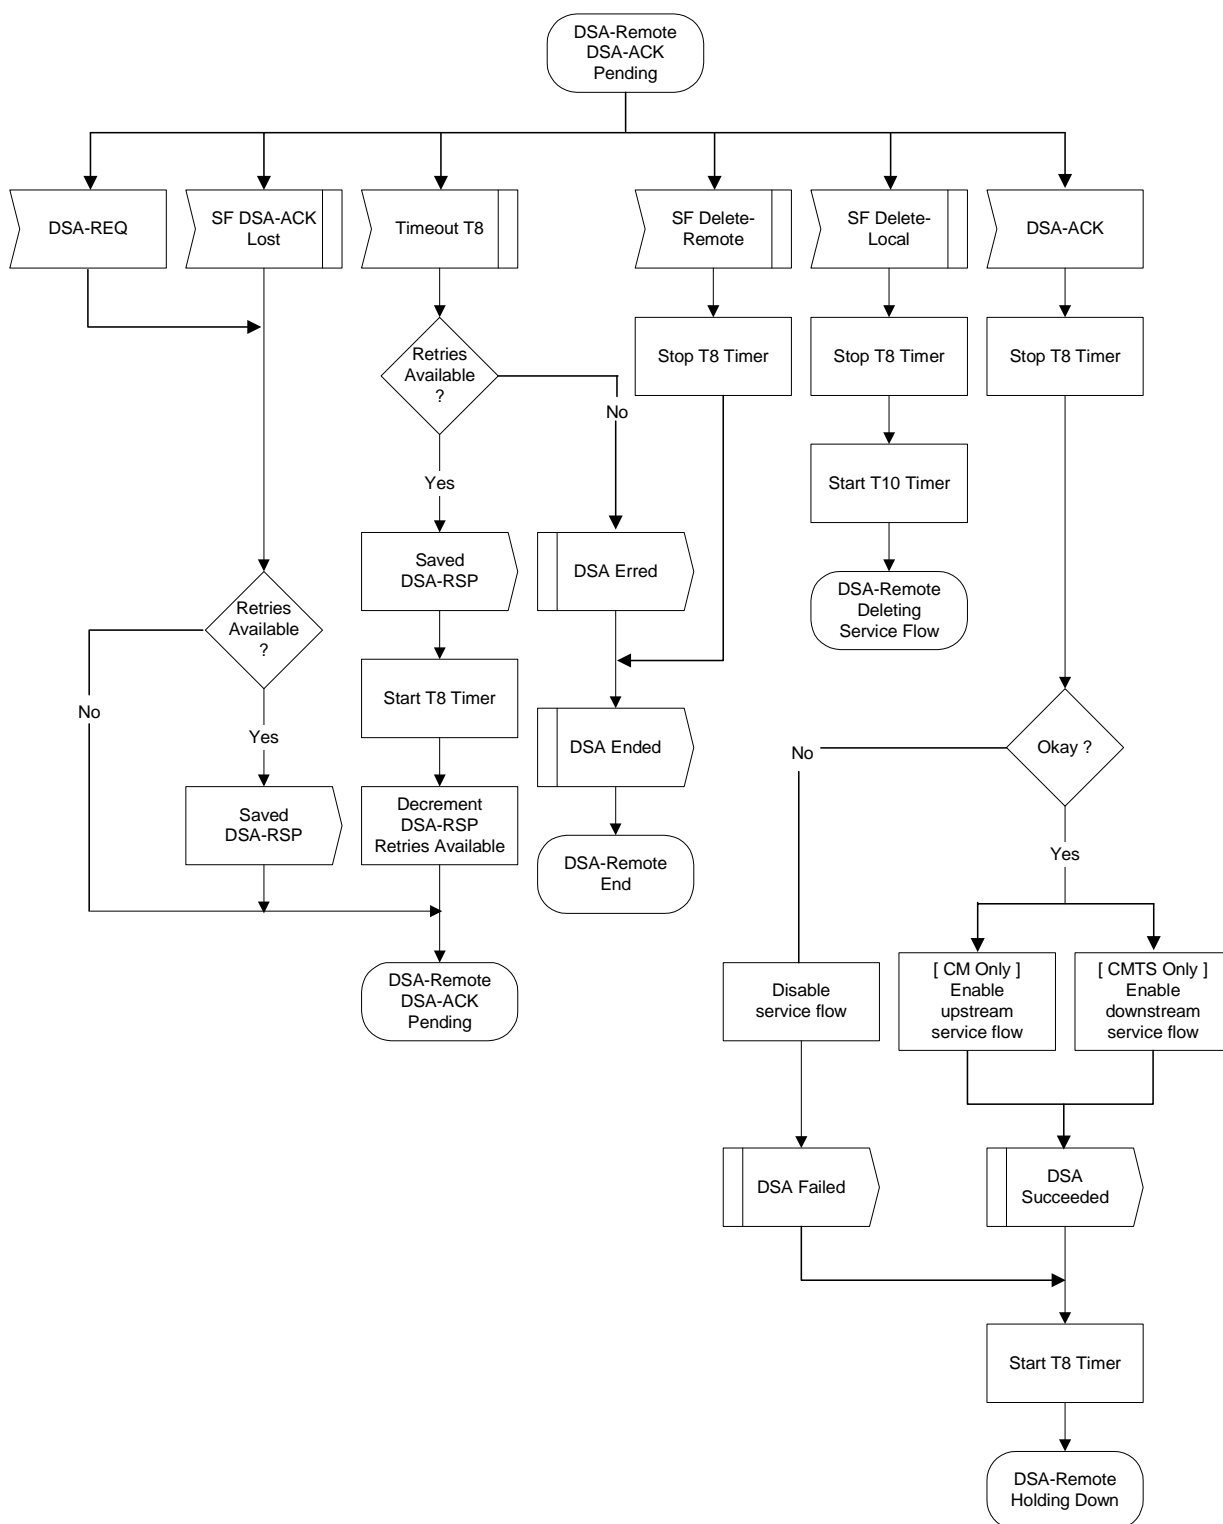 DSA-Remote
DSA-ACK
Pending
DSA-REQ
SF DSA-ACK
Lost
Timeout T8
SF Delete-
Remote
SF Delete-
Local
DSA-ACK
Retries
Available
?
No
Yes
Stop T8 Timer
Stop T8 Timer
Stop T8 Timer
Start T10 Timer
Saved
DSA-RSP
DSA Erred
DSA-Remote
Deleting
Service Flow
Retries
Available
?
No
Yes
Start T8 Timer
DSA Ended
Okay ?
No
Yes
Saved
DSA-RSP
Decrement
DSA-RSP
Retries Available
DSA-Remote
End
DSA-Remote
DSA-ACK
Pending
Disable
service flow
[ CM Only ]
Enable
upstream
service flow
[ CMTS Only ]
Enable
downstream
service flow
DSA Failed
DSA
Succeeded
Start T8 Timer
DSA-Remote
Holding Down